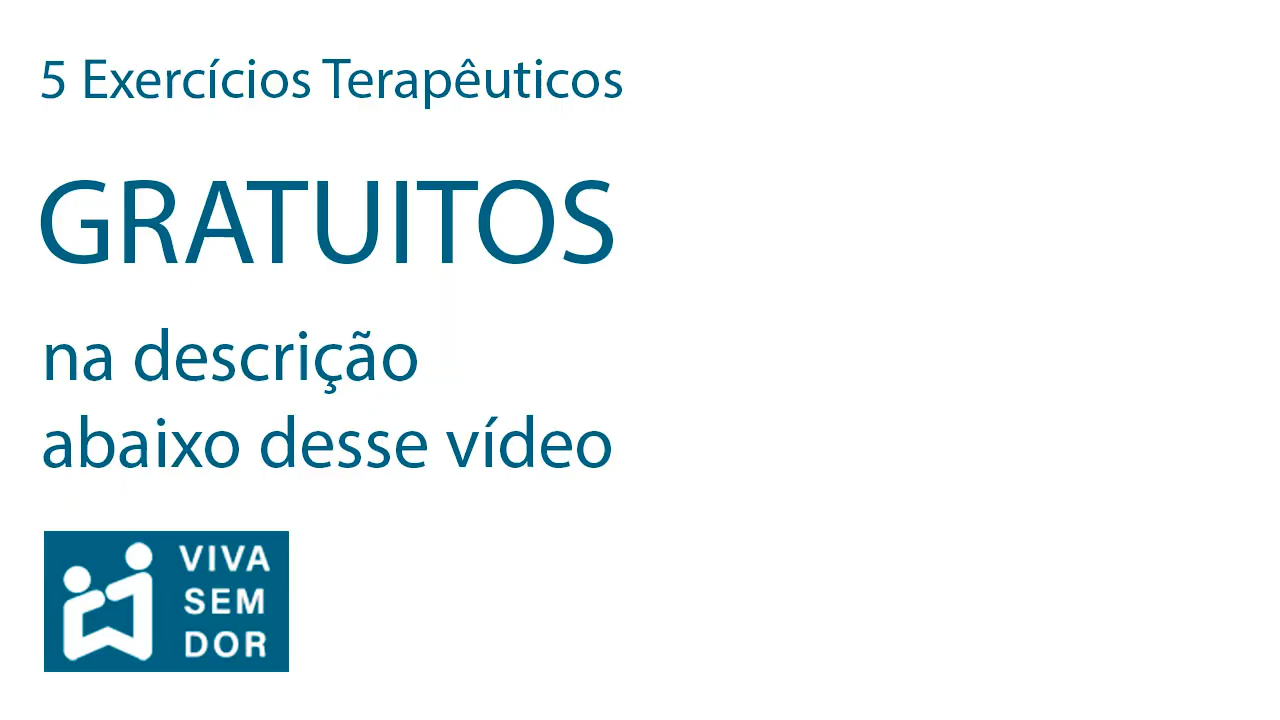 5 Exercícios Terapêuticos
GRATUITOS
na descrição
abaixo desse vídeo
VIVA
SEM
DOR